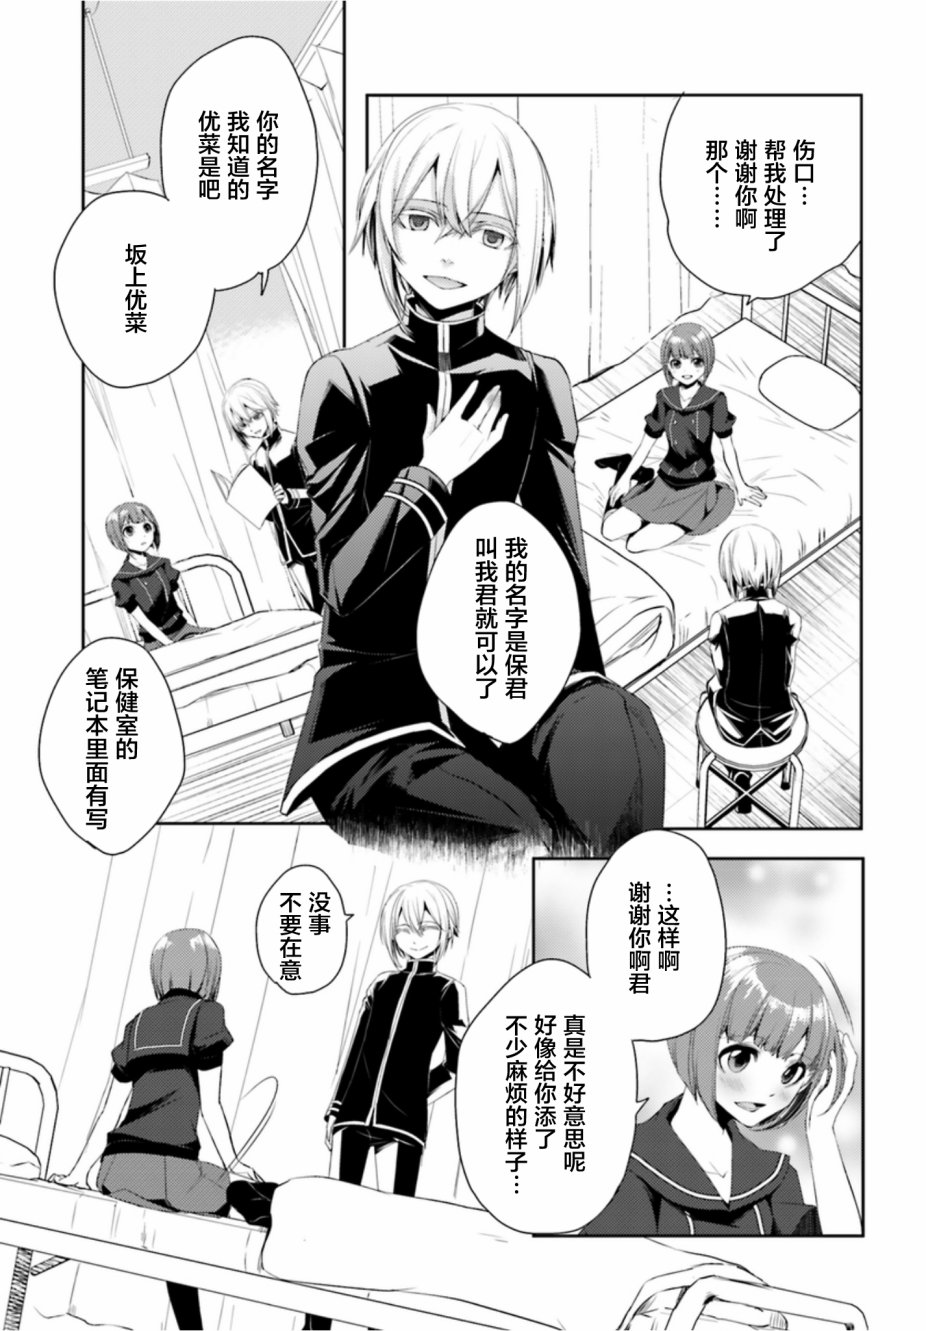 伤口…
帮我处理了
谢谢你啊
那个……
我的名字是保君
叫我君就可以了
你的名字
我知道的
优菜是吧
坂上优菜
保健室的
笔记本里面有写
…这样啊
谢谢你啊君
真是不好意思呢
好像给你添了
不少麻烦的样子…
没事
不要在意